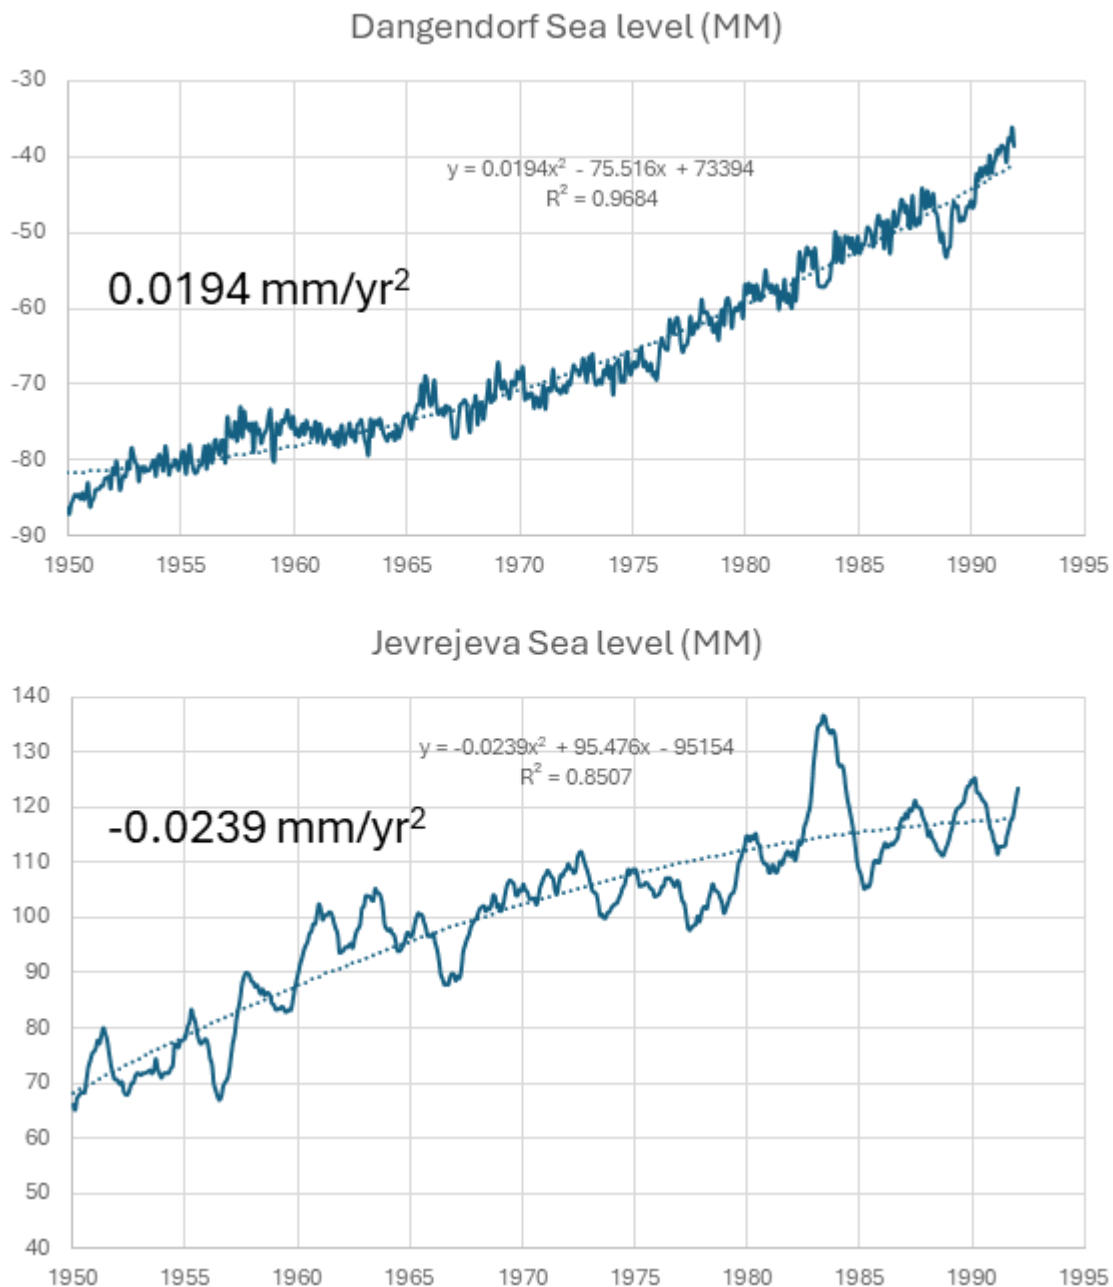 Dangendorf Sea level (MM)
-30
-40
y = 0.0194x² - 75.516x + 73394
R² = 0.9684
-50
0.0194 mm/yr²
-60
-70
-80
-90
1950 1955 1960 1965 1970 1975 1980 1985 1990 1995
Jevrejeva Sea level (MM)
140
130
y = -0.0239x² + 95.476x - 95154
R² = 0.8507
120
-0.0239 mm/yr²
110
100
90
80
70
60
50
40
1950 1955 1960 1965 1970 1975 1980 1985 1990 1995